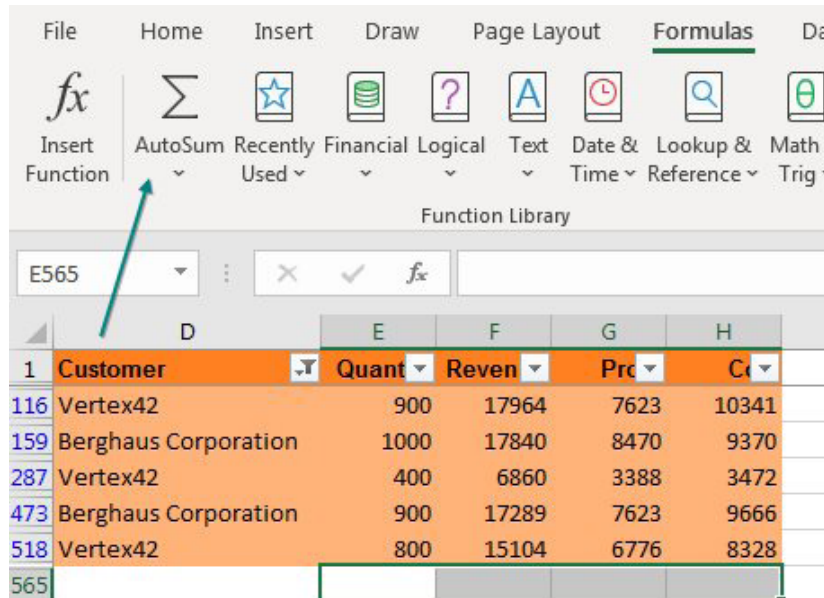 File Home Insert Draw Page Layout Formulas Da
fx Σ ? A θ
Insert AutoSum Recently Financial Logical Text Date & Lookup & Math
Function Used Time Reference Trig
Function Library
E565 fx
D E F G H
1 Customer Quant Reven Pro Co
116 Vertex42 900 17964 7623 10341
159 Berghaus Corporation 1000 17840 8470 9370
287 Vertex42 400 6860 3388 3472
473 Berghaus Corporation 900 17289 7623 9666
518 Vertex42 800 15104 6776 8328
565